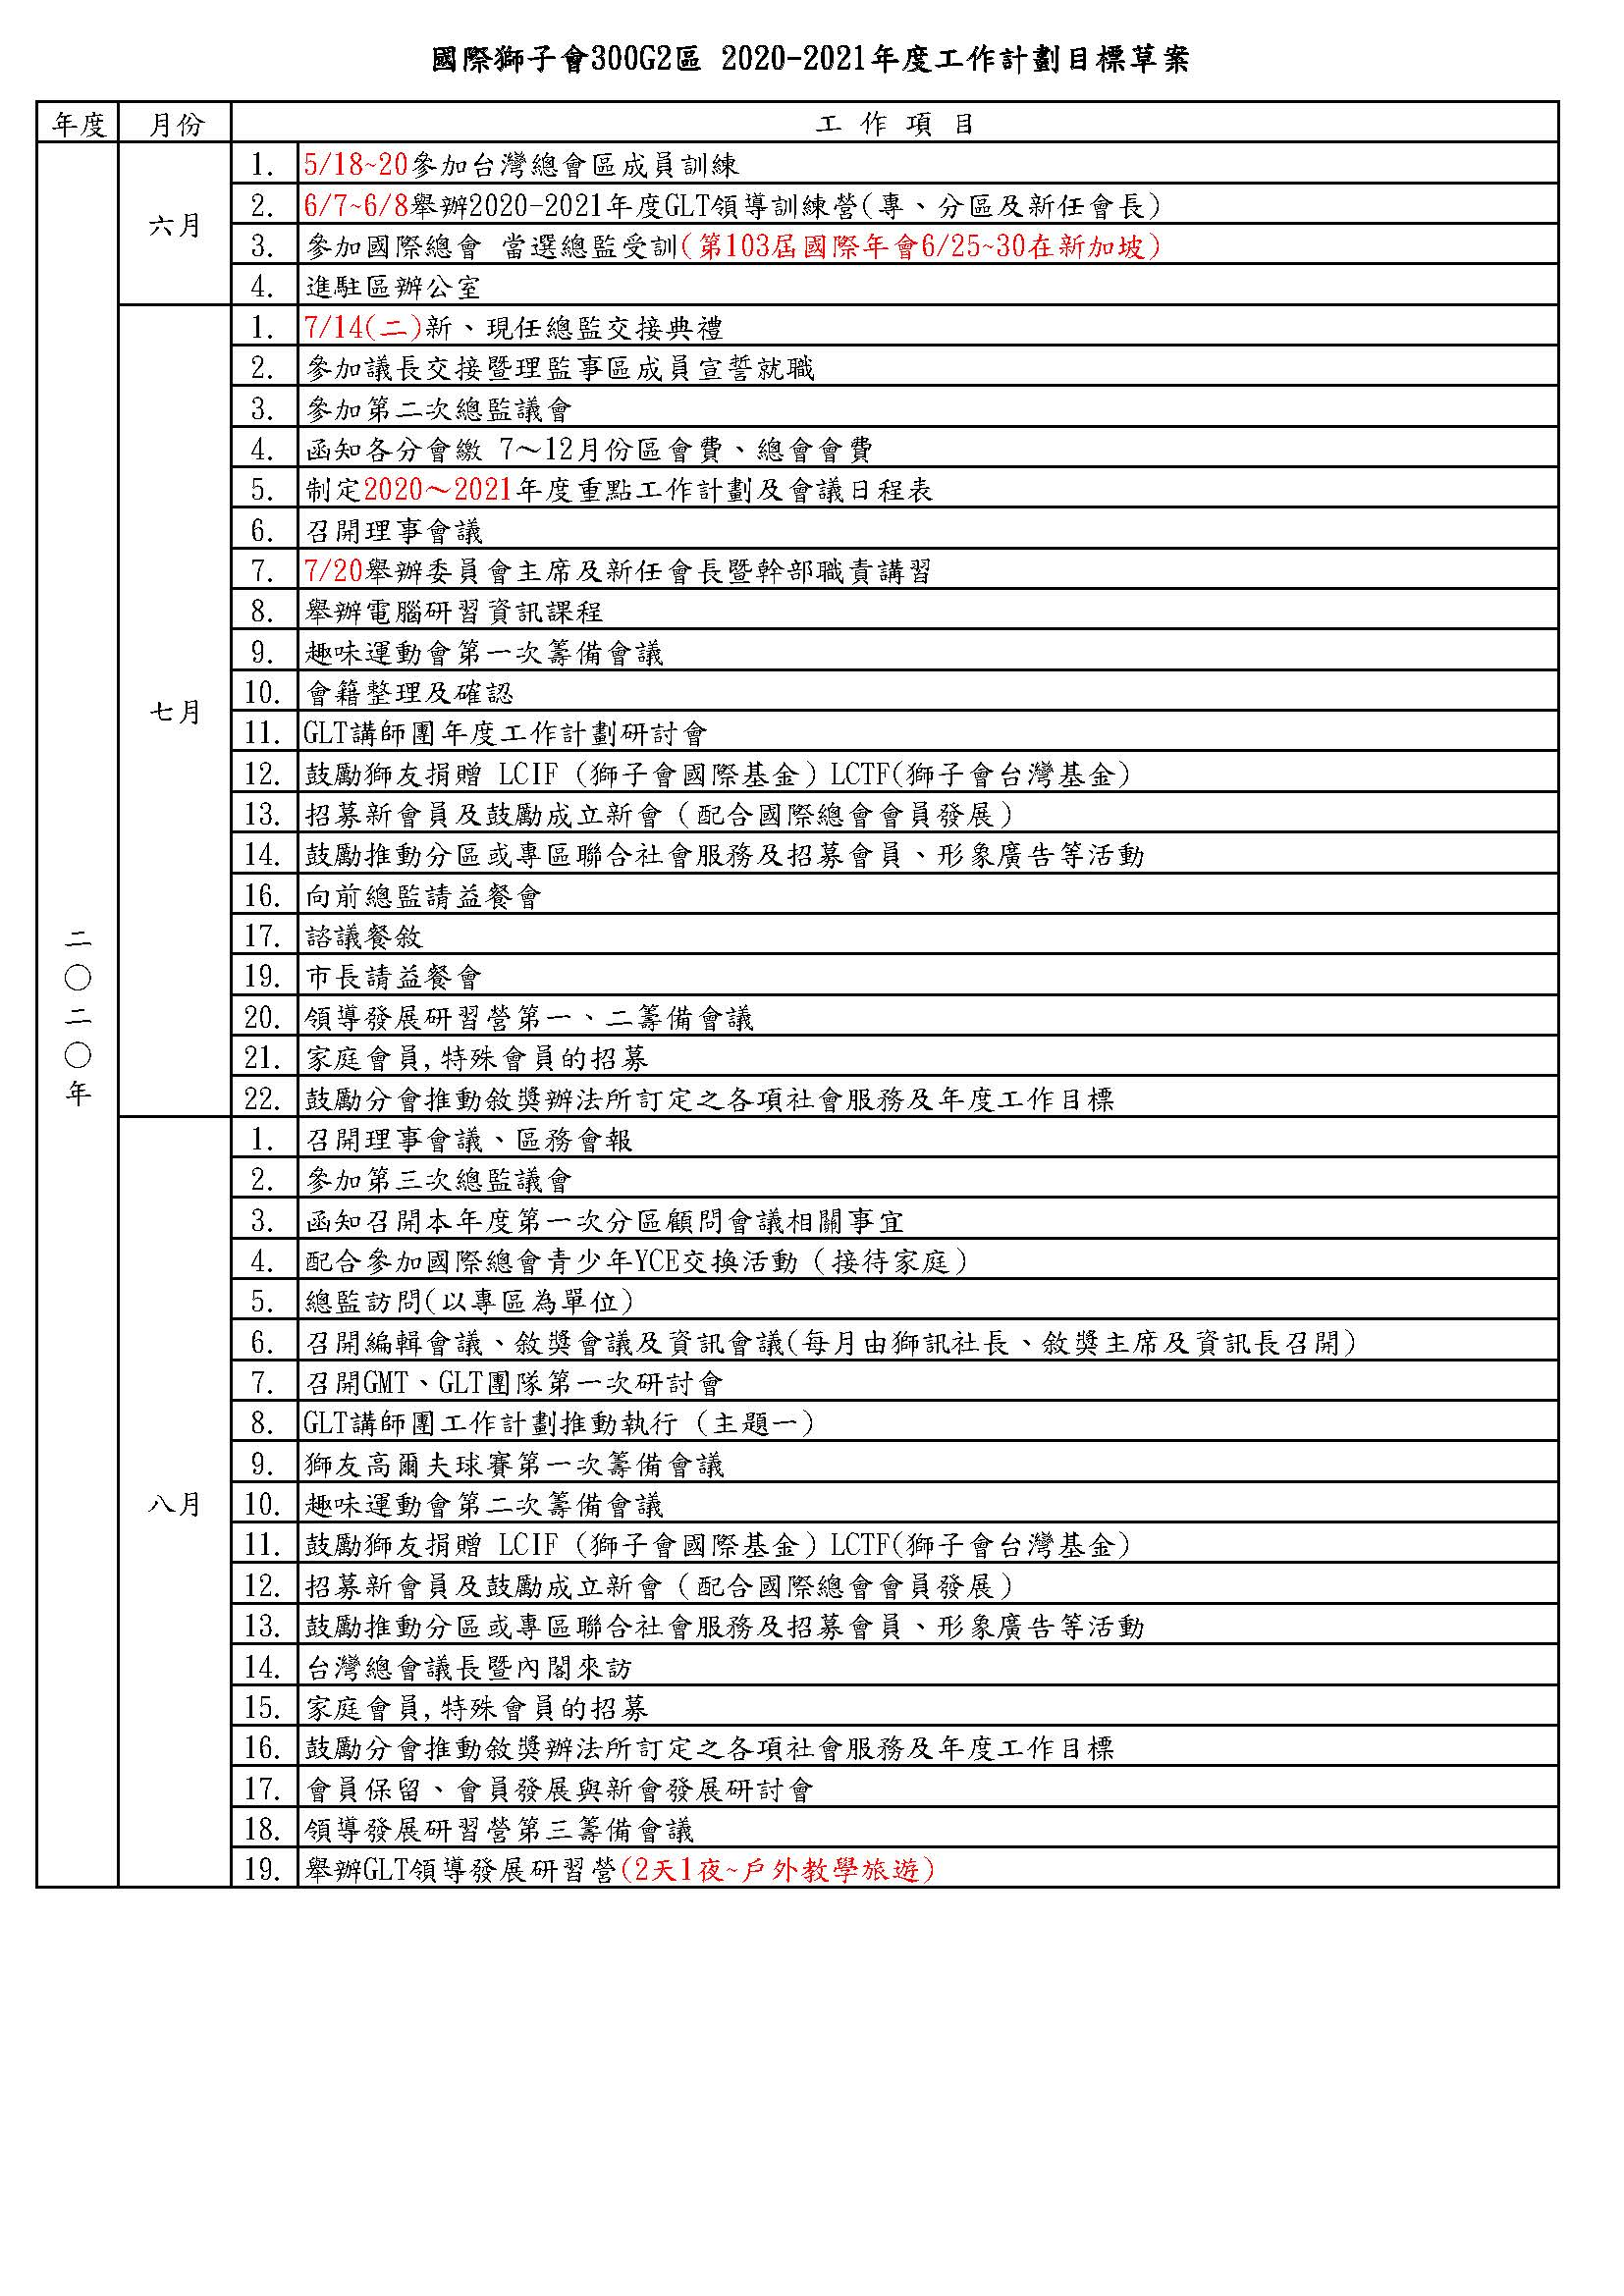 國際獅子會300G2區 2020-2021年度工作計劃目標草案
年度 月份 工 作 項 目
二〇二〇年
六月
1. 5/18~20參加台灣總會區成員訓練
2. 6/7~6/8舉辦2020-2021年度GLT領導訓練營(專、分區及新任會長)
3. 參加國際總會 當選總監受訓(第103屆國際年會6/25~30在新加坡)
4. 進駐區辦公室
七月
1. 7/14(二)新、現任總監交接典禮
2. 參加議長交接暨理監事區成員宣誓就職
3. 參加第二次總監議會
4. 函知各分會繳 7～12月份區會費、總會會費
5. 制定2020～2021年度重點工作計劃及會議日程表
6. 召開理事會議
7. 7/20舉辦委員會主席及新任會長暨幹部職責講習
8. 舉辦電腦研習資訊課程
9. 趣味運動會第一次籌備會議
10. 會籍整理及確認
11. GLT講師團年度工作計劃研討會
12. 鼓勵獅友捐贈 LCIF (獅子會國際基金) LCTF(獅子會台灣基金)
13. 招募新會員及鼓勵成立新會（配合國際總會會員發展）
14. 鼓勵推動分區或專區聯合社會服務及招募會員、形象廣告等活動
16. 向前總監請益餐會
17. 諮議餐敘
19. 市長請益餐會
20. 領導發展研習營第一、二籌備會議
21. 家庭會員,特殊會員的招募
22. 鼓勵分會推動敘獎辦法所訂定之各項社會服務及年度工作目標
八月
1. 召開理事會議、區務會報
2. 參加第三次總監議會
3. 函知召開本年度第一次分區顧問會議相關事宜
4. 配合參加國際總會青少年YCE交換活動（接待家庭）
5. 總監訪問(以專區為單位)
6. 召開編輯會議、敘獎會議及資訊會議(每月由獅訊社長、敘獎主席及資訊長召開)
7. 召開GMT、GLT團隊第一次研討會
8. GLT講師團工作計劃推動執行 (主題一)
9. 獅友高爾夫球賽第一次籌備會議
10. 趣味運動會第二次籌備會議
11. 鼓勵獅友捐贈 LCIF (獅子會國際基金) LCTF(獅子會台灣基金)
12. 招募新會員及鼓勵成立新會（配合國際總會會員發展）
13. 鼓勵推動分區或專區聯合社會服務及招募會員、形象廣告等活動
14. 台灣總會議長暨內閣來訪
15. 家庭會員,特殊會員的招募
16. 鼓勵分會推動敘獎辦法所訂定之各項社會服務及年度工作目標
17. 會員保留、會員發展與新會發展研討會
18. 領導發展研習營第三籌備會議
19. 舉辦GLT領導發展研習營(2天1夜~戶外教學旅遊)